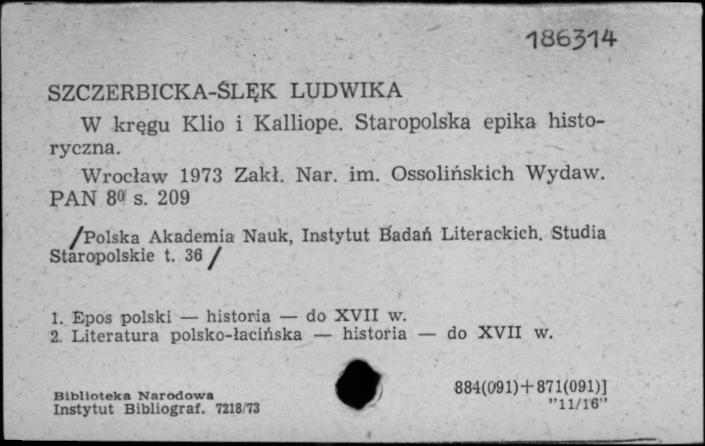 186314
SZCZERBICKA-ŚLĘK LUDWIKA
W kręgu Klio i Kalliope. Staropolska epika histo-
ryczna.
Wrocław 1973 Zakł. Nar. im. Ossolińskich Wydaw.
PAN 8⁰ s. 209
/Polska Akademia Nauk, Instytut Badań Literackich. Studia
Staropolskie t. 36/
1. Epos polski — historia — do XVII w.
2. Literatura polsko-łacińska — historia — do XVII w.
884(091)+871(091)]
"11/16"
Biblioteka Narodowa
Instytut Bibliograf. 7218/73